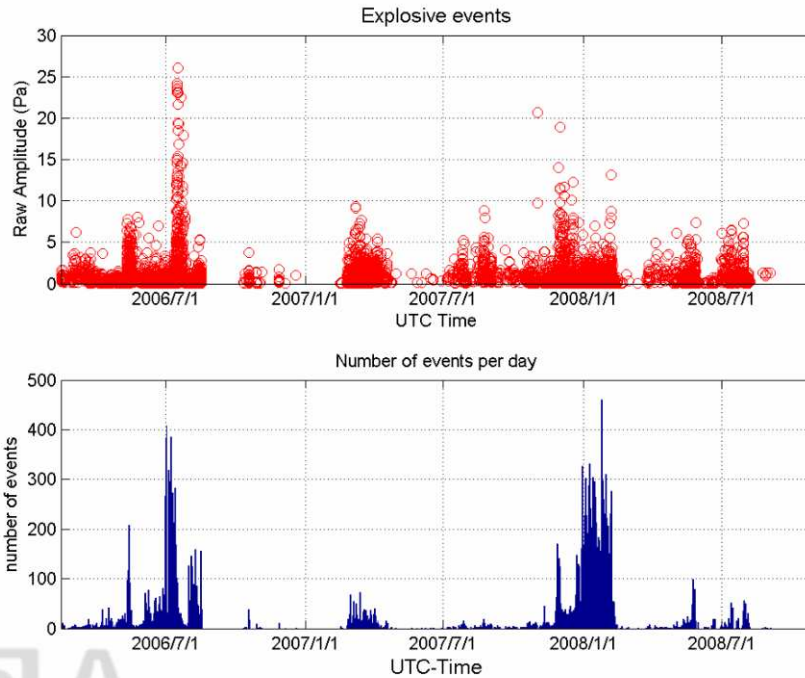 Explosive events
Raw Amplitude (Pa)
30
25
20
15
10
5
0
2006/7/1 2007/1/1 2007/7/1 2008/1/1 2008/7/1
UTC Time
Number of events per day
number of events
500
400
300
200
100
0
2006/7/1 2007/1/1 2007/7/1 2008/1/1 2008/7/1
UTC-Time